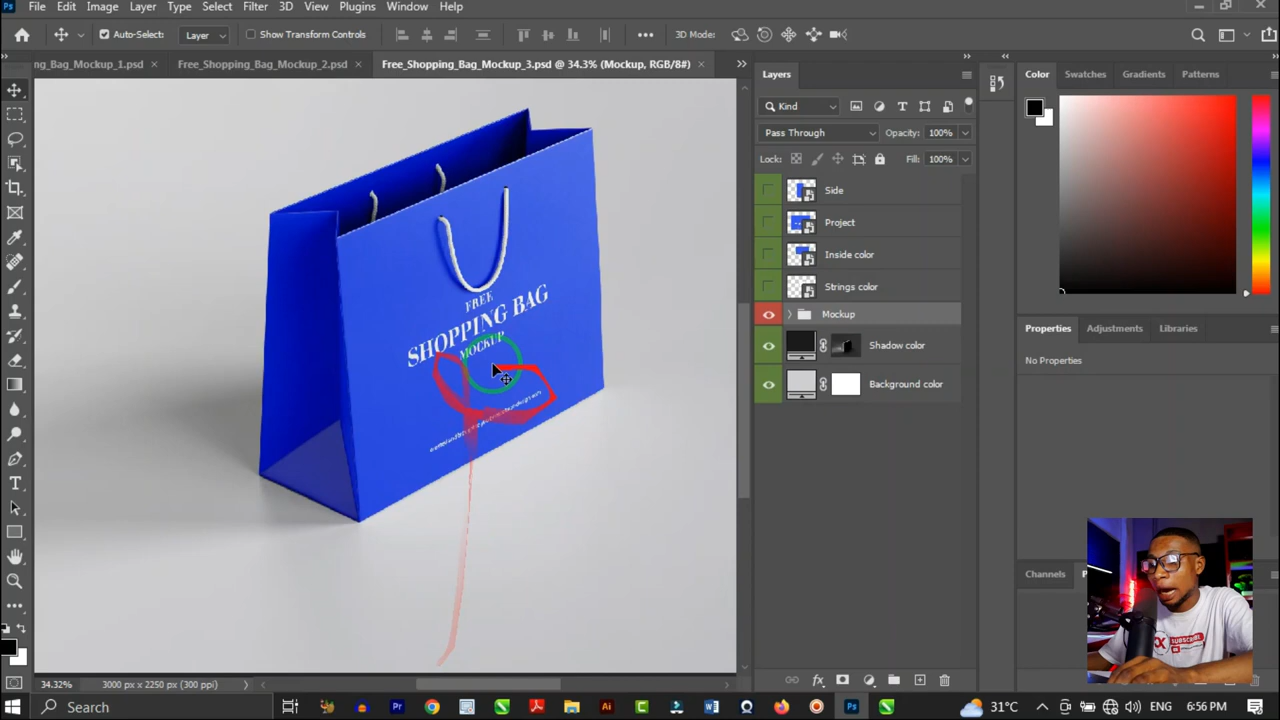 Ps File Edit Image Layer Type Select Filter 3D View Plugins Window Help
Auto-Select: Layer Show Transform Controls 3D Mode:
ng_Bag_Mockup_1.psd Free_Shopping_Bag_Mockup_2.psd Free_Shopping_Bag_Mockup_3.psd @ 34.3% (Mockup, RGB/8#)
FREE
SHOPPING BAG
MOCKUP
34.32% 3000 px x 2250 px (300 ppi)
Layers
Kind
Pass Through Opacity: 100%
Lock: Fill: 100%
Side
Project
Inside color
Strings color
Mockup
Shadow color
Background color
Color Swatches Gradients Patterns
Properties Adjustments Libraries
No Properties
Channels P
SUBSCRIBE
Search
31°C ENG 6:56 PM